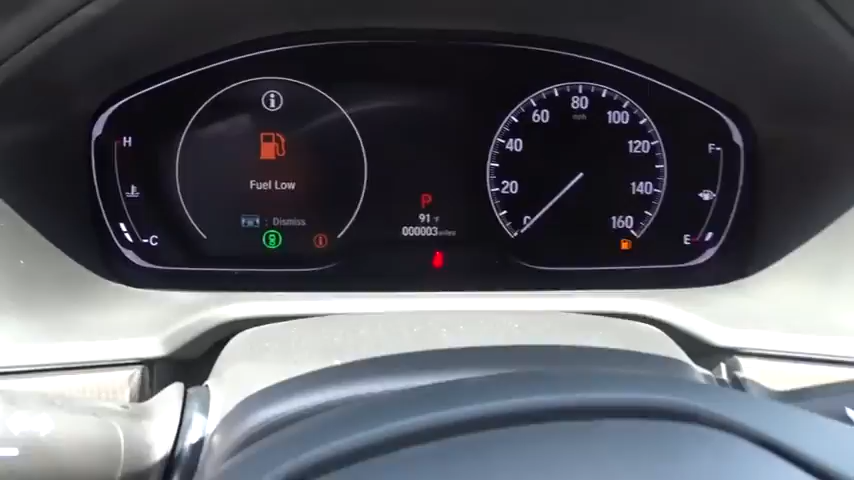 H
i
Fuel Low
: Dismiss
C
P
91 °F
000003 miles
0
20
40
60
80
100
120
140
160
mph
F
E